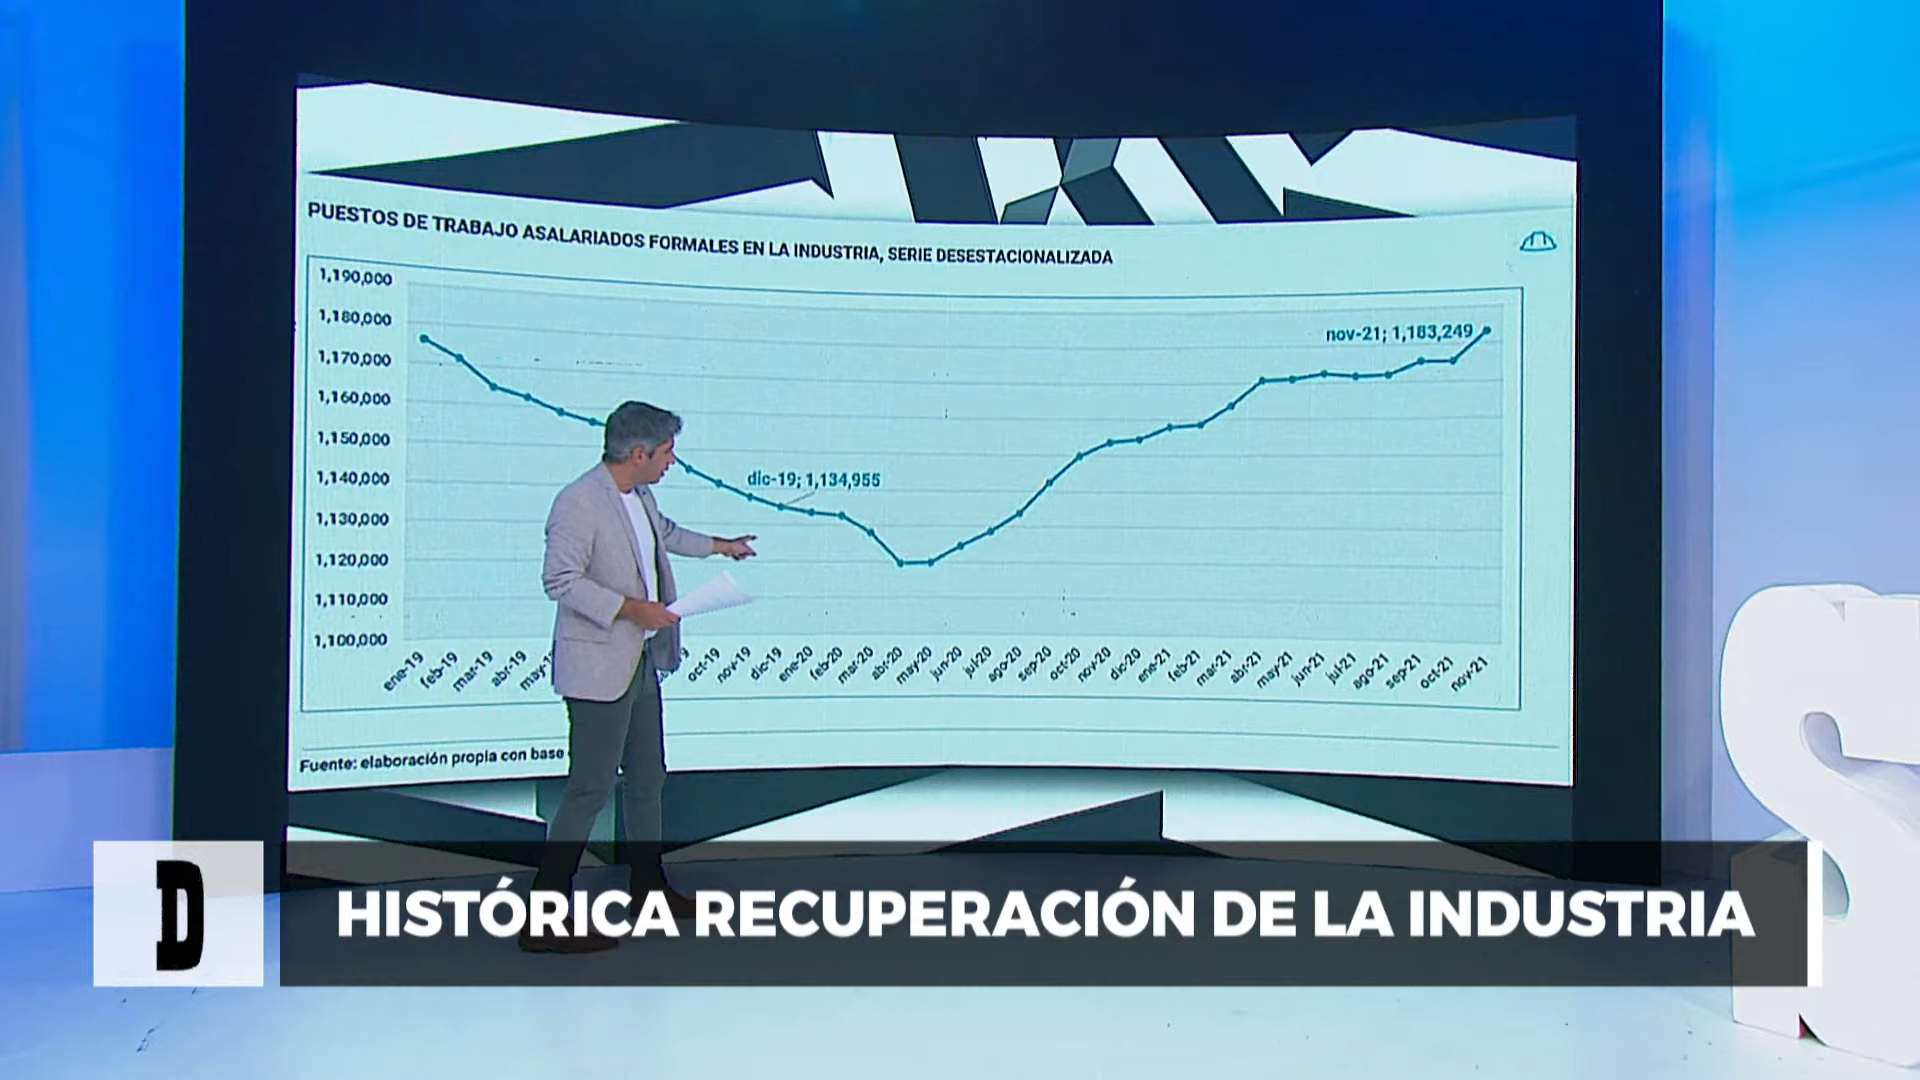 PUESTOS DE TRABAJO ASALARIADOS FORMALES EN LA INDUSTRIA, SERIE DESESTACIONALIZADA
1,190,000
1,180,000
1,170,000
1,160,000
1,150,000
1,140,000
1,130,000
1,120,000
1,110,000
1,100,000
nov-21; 1,183,249
dic-19; 1,134,955
ene-19
feb-19
mar-19
abr-19
oct-19
nov-19
dic-19
ene-20
feb-20
mar-20
abr-20
may-20
jun-20
jul-20
ago-20
sep-20
oct-20
nov-20
dic-20
ene-21
feb-21
mar-21
abr-21
may-21
jun-21
jul-21
ago-21
sep-21
oct-21
nov-21
Fuente: elaboración propia con base
D
HISTÓRICA RECUPERACIÓN DE LA INDUSTRIA
S